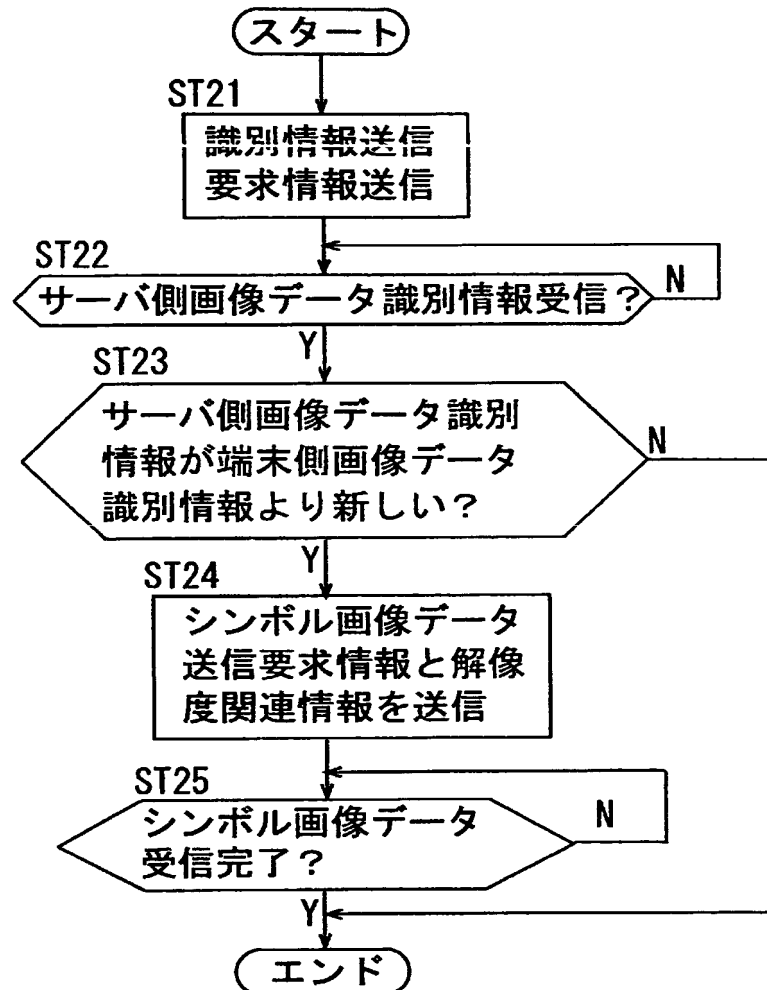 スタート
ST21
識別情報送信
要求情報送信
ST22
サーバ側画像データ識別情報受信?
N
Y
ST23
サーバ側画像データ識別
情報が端末側画像データ
識別情報より新しい?
N
Y
ST24
シンボル画像データ
送信要求情報と解像
度関連情報を送信
ST25
シンボル画像データ
受信完了?
N
Y
エンド